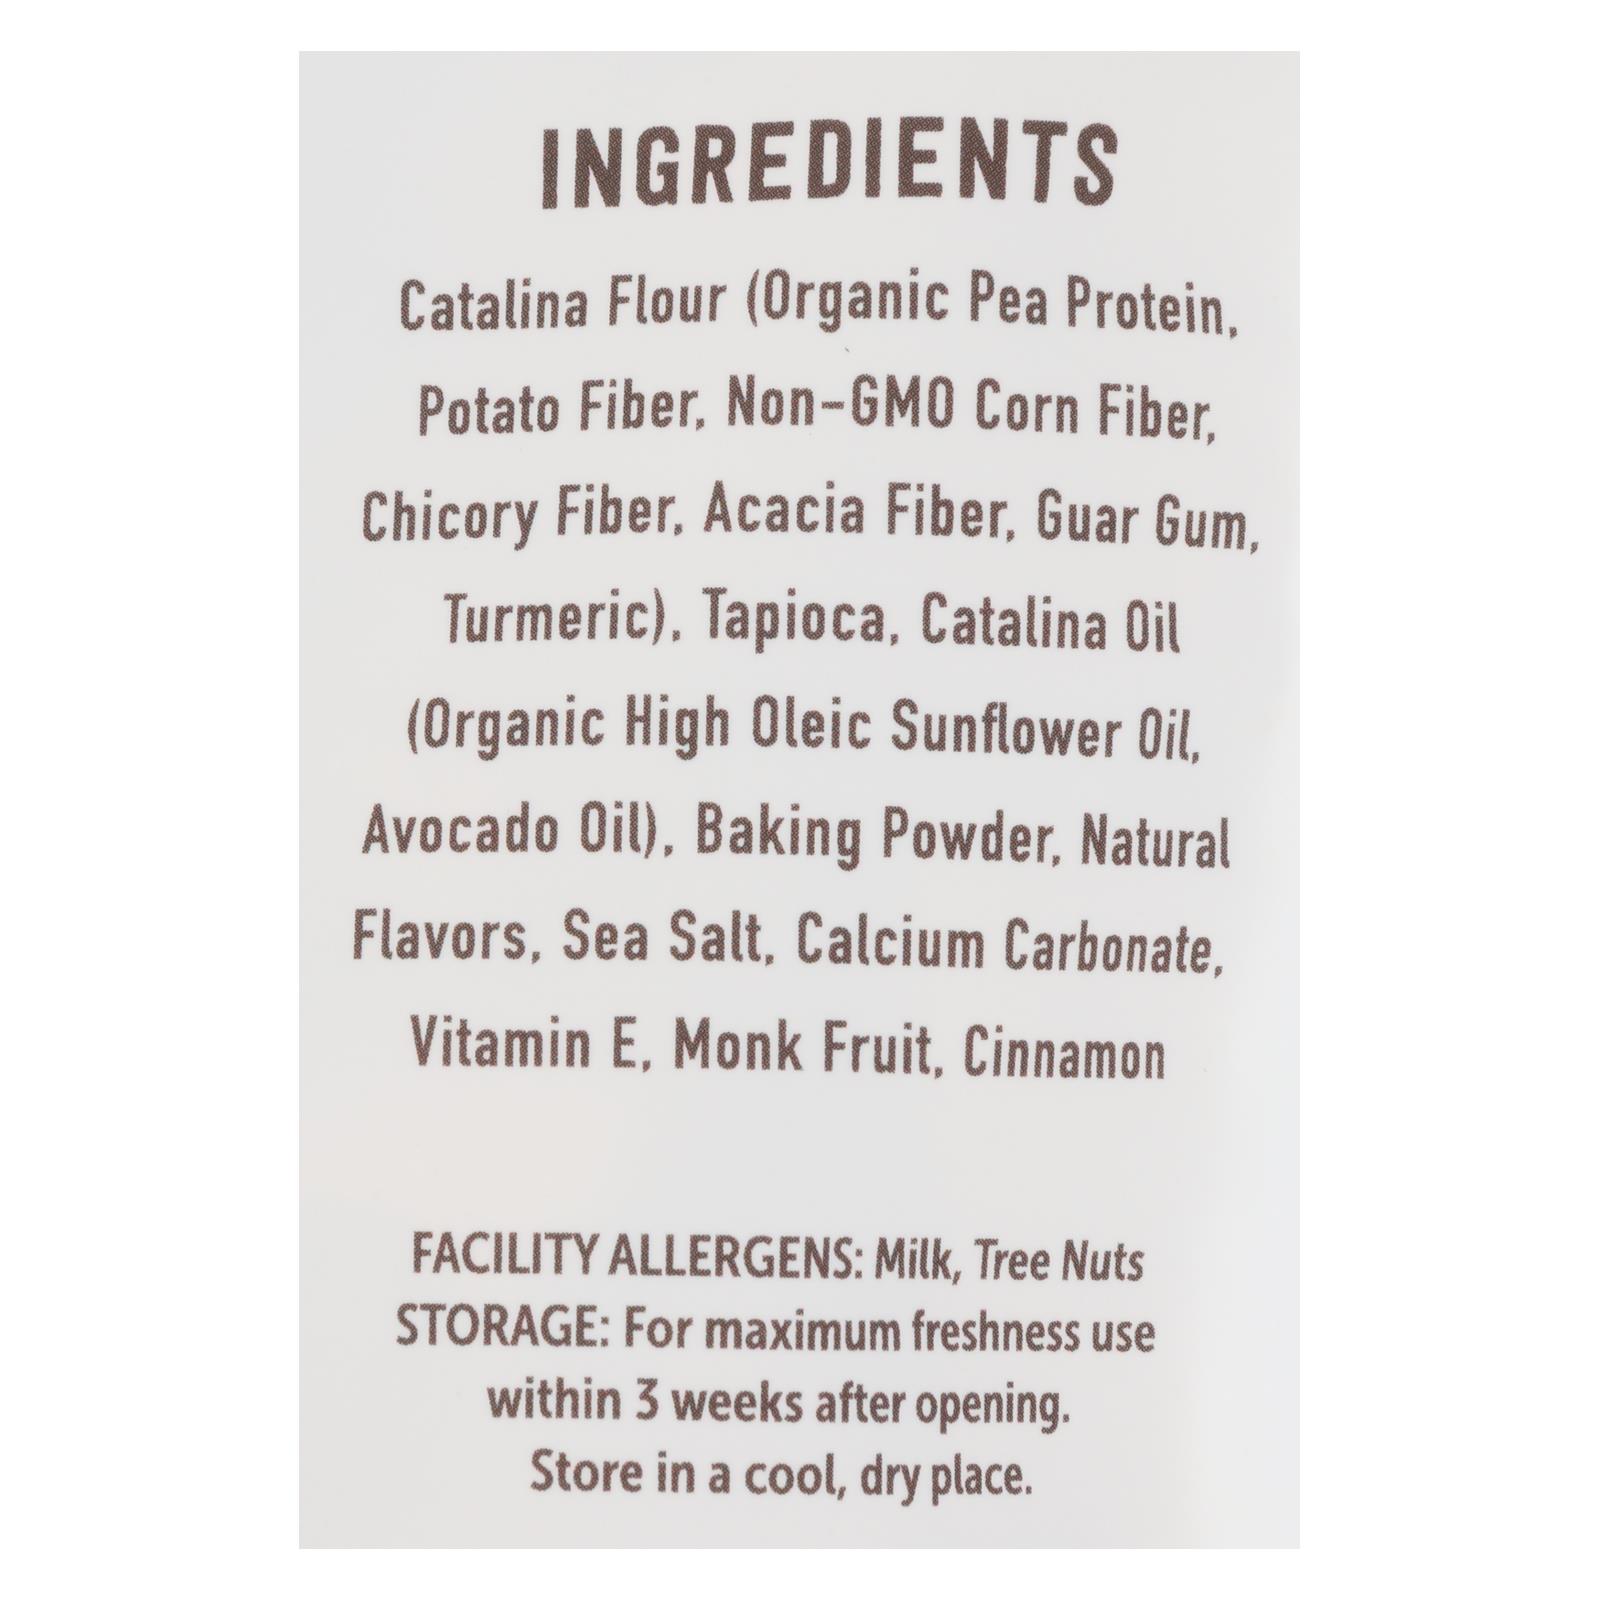 INGREDIENTS
Catalina Flour (Organic Pea Protein,
Potato Fiber, Non-GMO Corn Fiber,
Chicory Fiber, Acacia Fiber, Guar Gum,
Turmeric), Tapioca, Catalina Oil
(Organic High Oleic Sunflower Oil,
Avocado Oil), Baking Powder, Natural
Flavors, Sea Salt, Calcium Carbonate,
Vitamin E, Monk Fruit, Cinnamon
FACILITY ALLERGENS: Milk, Tree Nuts
STORAGE: For maximum freshness use
within 3 weeks after opening.
Store in a cool, dry place.